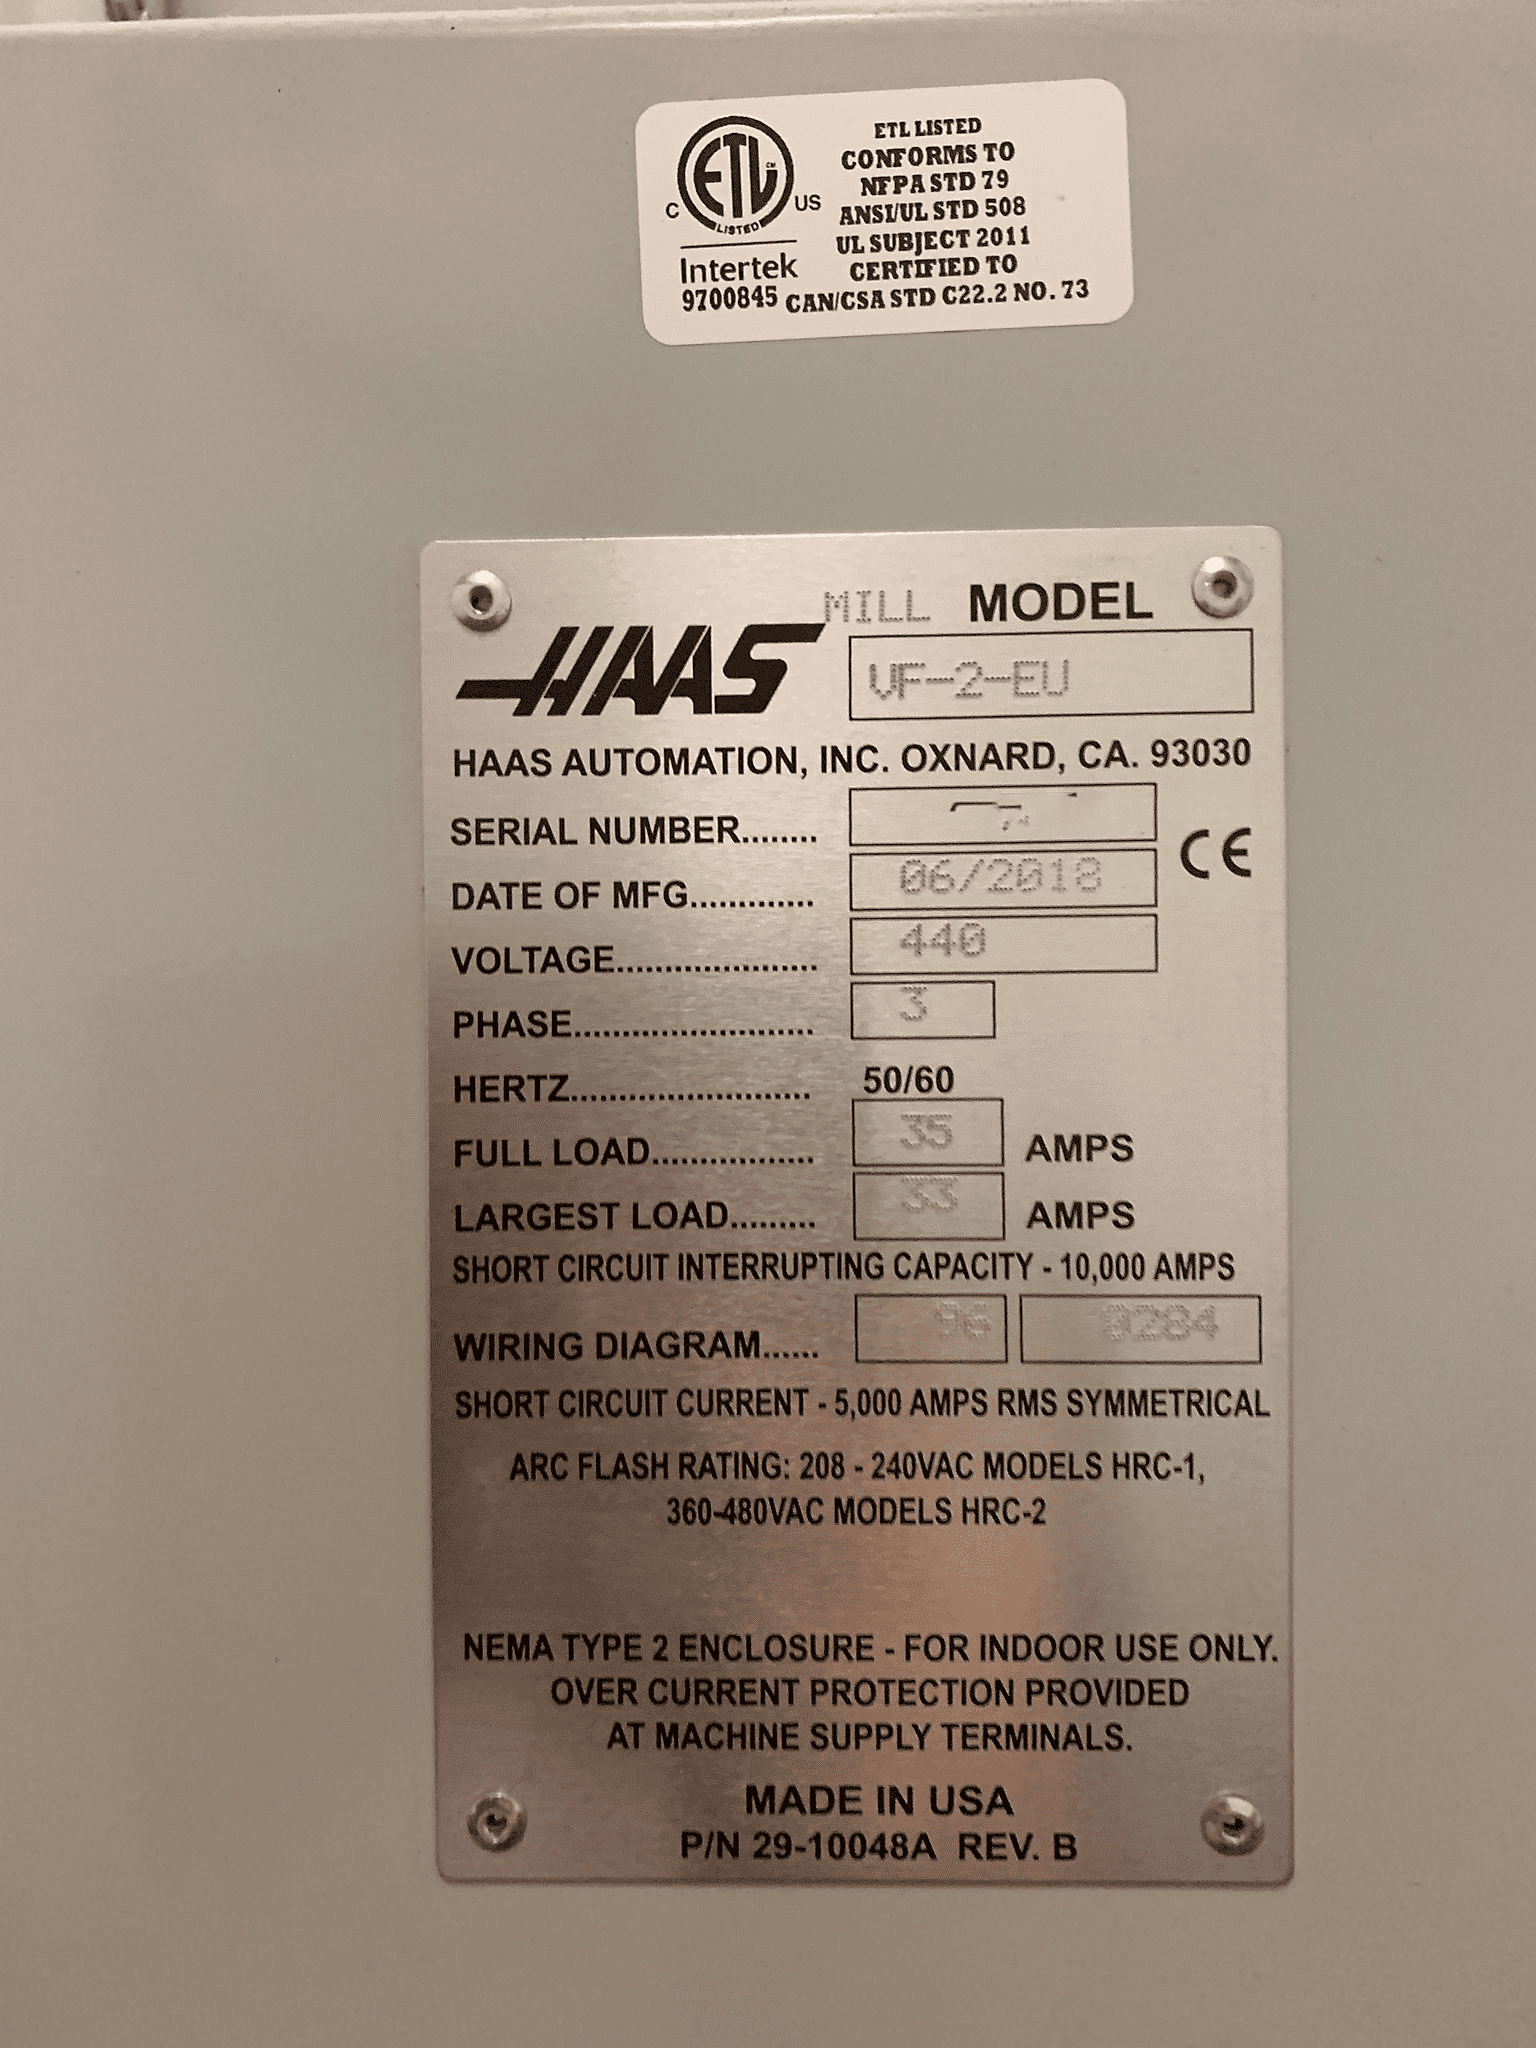 ETL LISTED
CONFORMS TO
NFPA STD 79
ANSI/UL STD 508
UL SUBJECT 2011
CERTIFIED TO
CAN/CSA STD C22.2 NO. 73
C ETL CM US
LISTED
Intertek
9700845
MILL MODEL
HAAS VF-2-EU
HAAS AUTOMATION, INC. OXNARD, CA. 93030
SERIAL NUMBER........
CE
DATE OF MFG............. 06/2018
VOLTAGE..................... 440
PHASE......................... 3
HERTZ......................... 50/60
FULL LOAD................. 35 AMPS
LARGEST LOAD......... 33 AMPS
SHORT CIRCUIT INTERRUPTING CAPACITY - 10,000 AMPS
WIRING DIAGRAM...... 96 0284
SHORT CIRCUIT CURRENT - 5,000 AMPS RMS SYMMETRICAL
ARC FLASH RATING: 208 - 240VAC MODELS HRC-1,
360-480VAC MODELS HRC-2
NEMA TYPE 2 ENCLOSURE - FOR INDOOR USE ONLY.
OVER CURRENT PROTECTION PROVIDED
AT MACHINE SUPPLY TERMINALS.
MADE IN USA
P/N 29-10048A REV. B